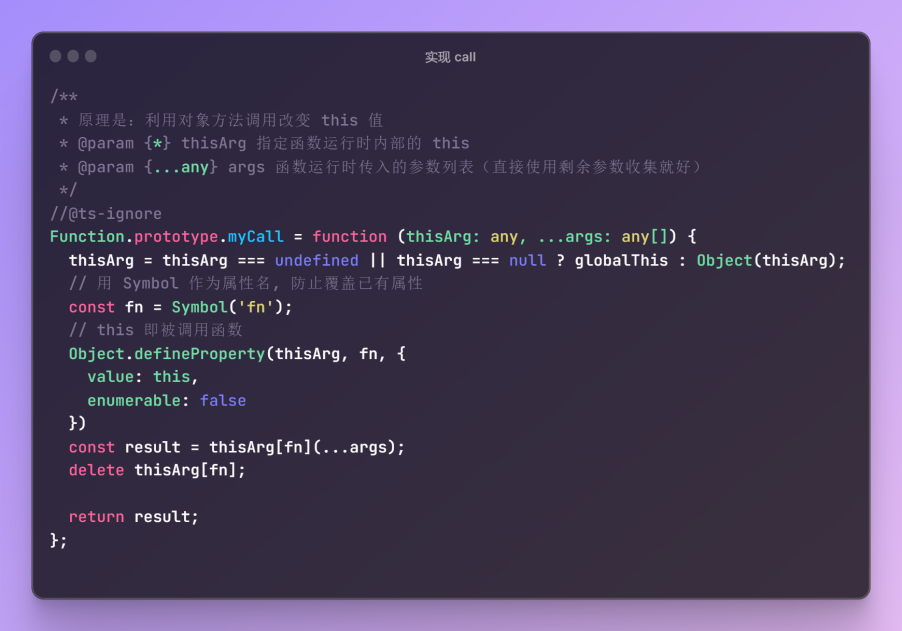 实现 call
/**
 * 原理是: 利用对象方法调用改变 this 值
 * @param {*} thisArg 指定函数运行时内部的 this
 * @param {...any} args 函数运行时传入的参数列表（直接使用剩余参数收集就好）
 */
//@ts-ignore
Function.prototype.myCall = function (thisArg: any, ...args: any[]) {
  thisArg = thisArg === undefined || thisArg === null ? globalThis : Object(thisArg);
  // 用 Symbol 作为属性名, 防止覆盖已有属性
  const fn = Symbol('fn');
  // this 即被调用函数
  Object.defineProperty(thisArg, fn, {
    value: this,
    enumerable: false
  })
  const result = thisArg[fn](...args);
  delete thisArg[fn];
  return result;
};